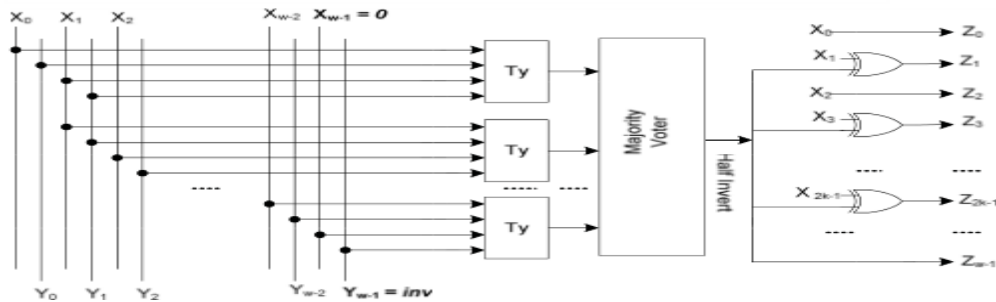 X0 X1 X2 Xw-2 Xw-1 = 0
Ty
Ty
Ty
Majority
Voter
Half Invert
X0 Z0
X1 Z1
X2 Z2
X3 Z3
X 2k-1 Z2k-1
Zw-1
Y0 Y1 Y2 Yw-2 Yw-1 = inv